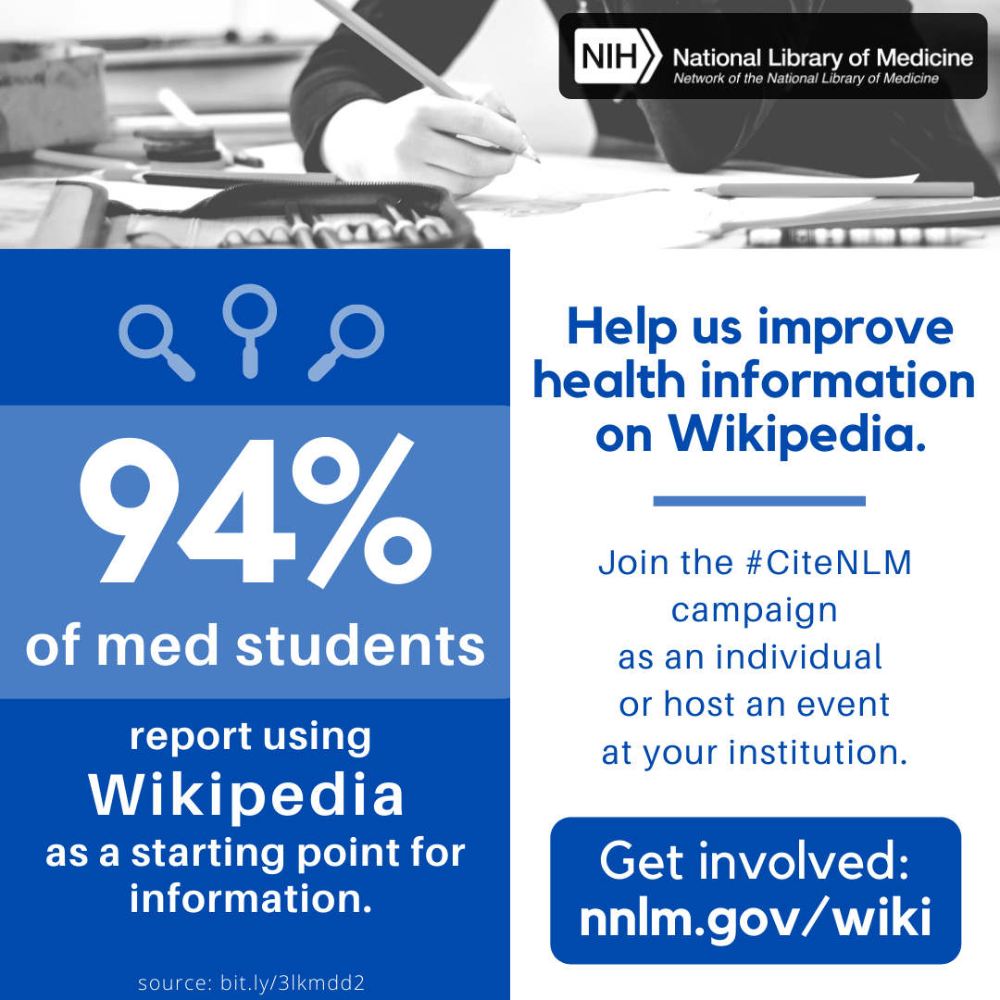 NIH
National Library of Medicine
Network of the National Library of Medicine
94%
of med students
report using
Wikipedia
as a starting point for
information.
source: bit.ly/3lkmdd2
Help us improve
health information
on Wikipedia.
Join the #CiteNLM
campaign
as an individual
or host an event
at your institution.
Get involved:
nnlm.gov/wiki